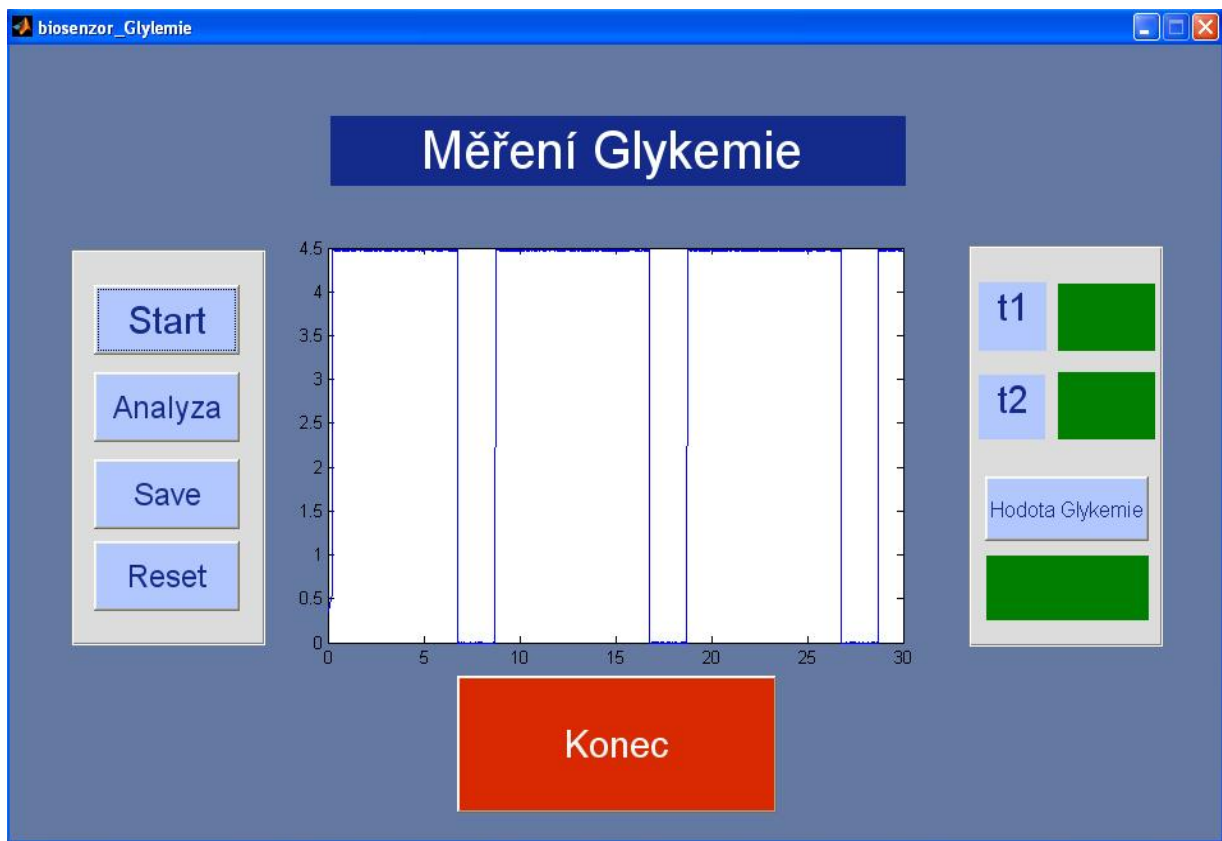 biosenzor_Glylemie
Měření Glykemie
Start
Analyza
Save
Reset
4.5
4
3.5
3
2.5
2
1.5
1
0.5
0
0 5 10 15 20 25 30
t1
t2
Hodota Glykemie
Konec